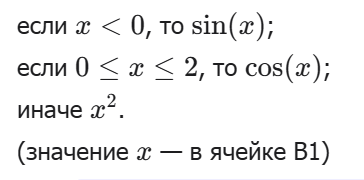 если x < 0, то sin(x);
если 0 ≤ x ≤ 2, то cos(x);
иначе x².
(значение x — в ячейке B1)